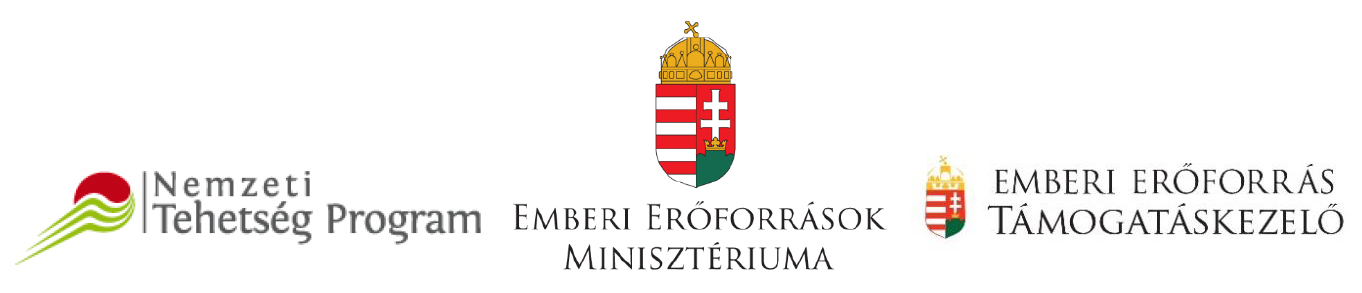 Nemzeti
Tehetség Program
EMBERI ERŐFORRÁSOK
MINISZTÉRIUMA
EMBERI ERŐFORRÁS
TÁMOGATÁSKEZELŐ